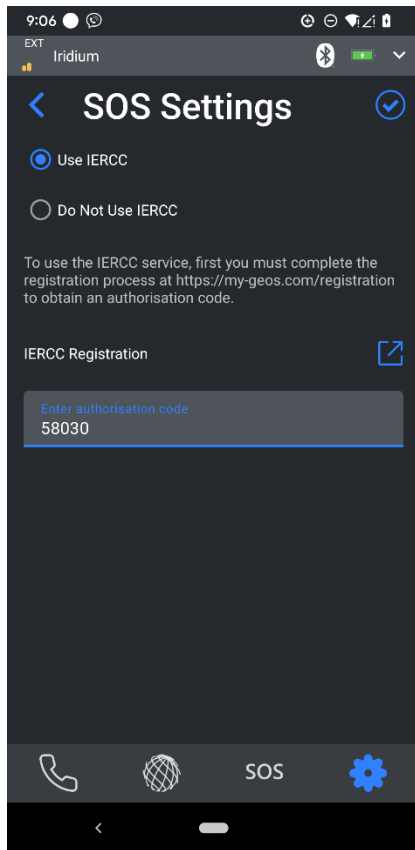 9:06
EXT
Iridium
SOS Settings
Use IERCC
Do Not Use IERCC
To use the IERCC service, first you must complete the
registration process at https://my-geos.com/registration
to obtain an authorisation code.
IERCC Registration
Enter authorisation code
58030
SOS